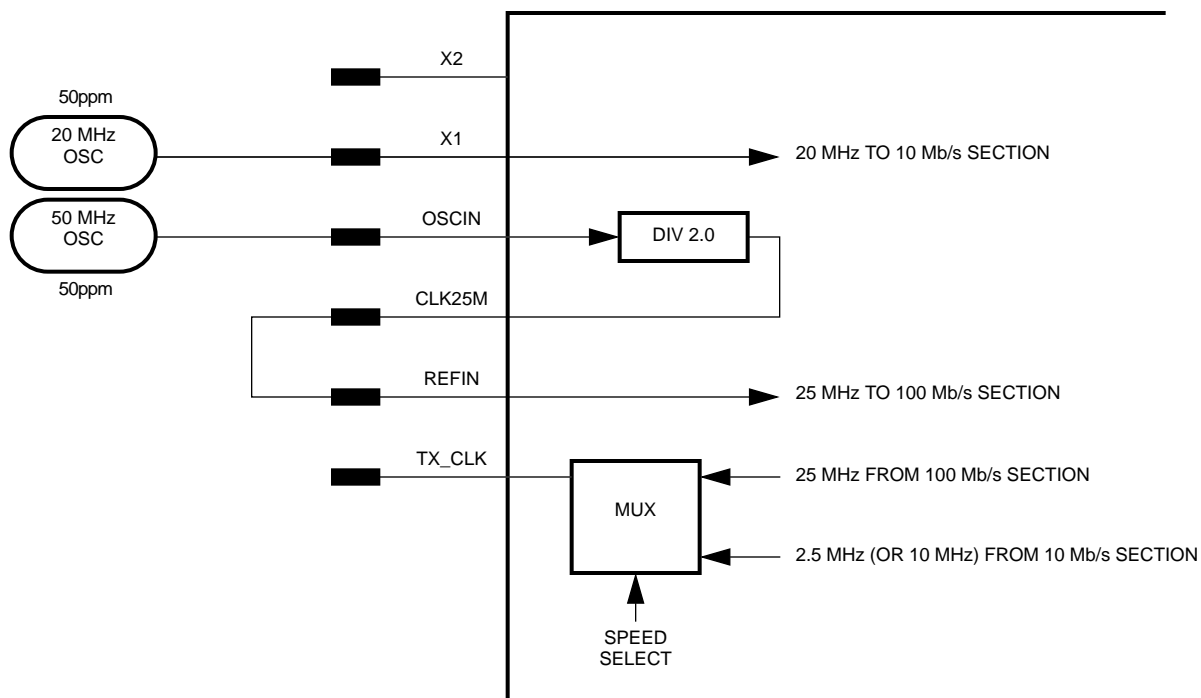 X2
50ppm
20 MHz
OSC
X1
20 MHz TO 10 Mb/s SECTION
50 MHz
OSC
OSCIN
DIV 2.0
50ppm
CLK25M
REFIN
25 MHz TO 100 Mb/s SECTION
TX_CLK
25 MHz FROM 100 Mb/s SECTION
MUX
2.5 MHz (OR 10 MHz) FROM 10 Mb/s SECTION
SPEED
SELECT